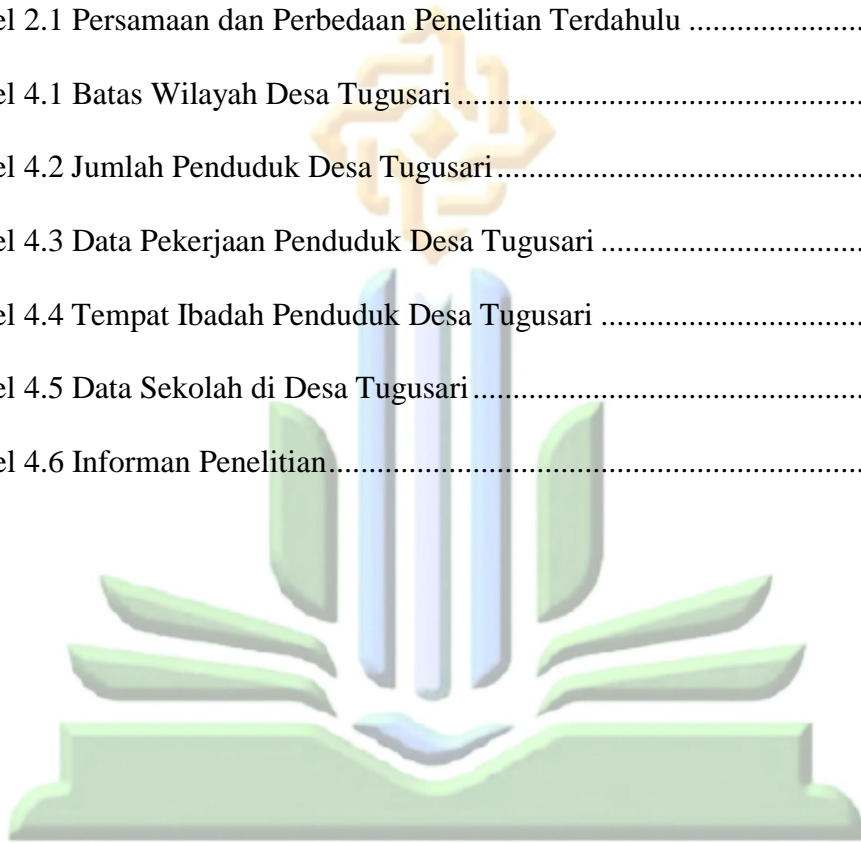 el 2.1 Persamaan dan Perbedaan Penelitian Terdahulu ......................
el 4.1 Batas Wilayah Desa Tugusari ....................................................
el 4.2 Jumlah Penduduk Desa Tugusari ..............................................
el 4.3 Data Pekerjaan Penduduk Desa Tugusari .................................
el 4.4 Tempat Ibadah Penduduk Desa Tugusari .................................
el 4.5 Data Sekolah di Desa Tugusari ..................................................
el 4.6 Informan Penelitian .....................................................................